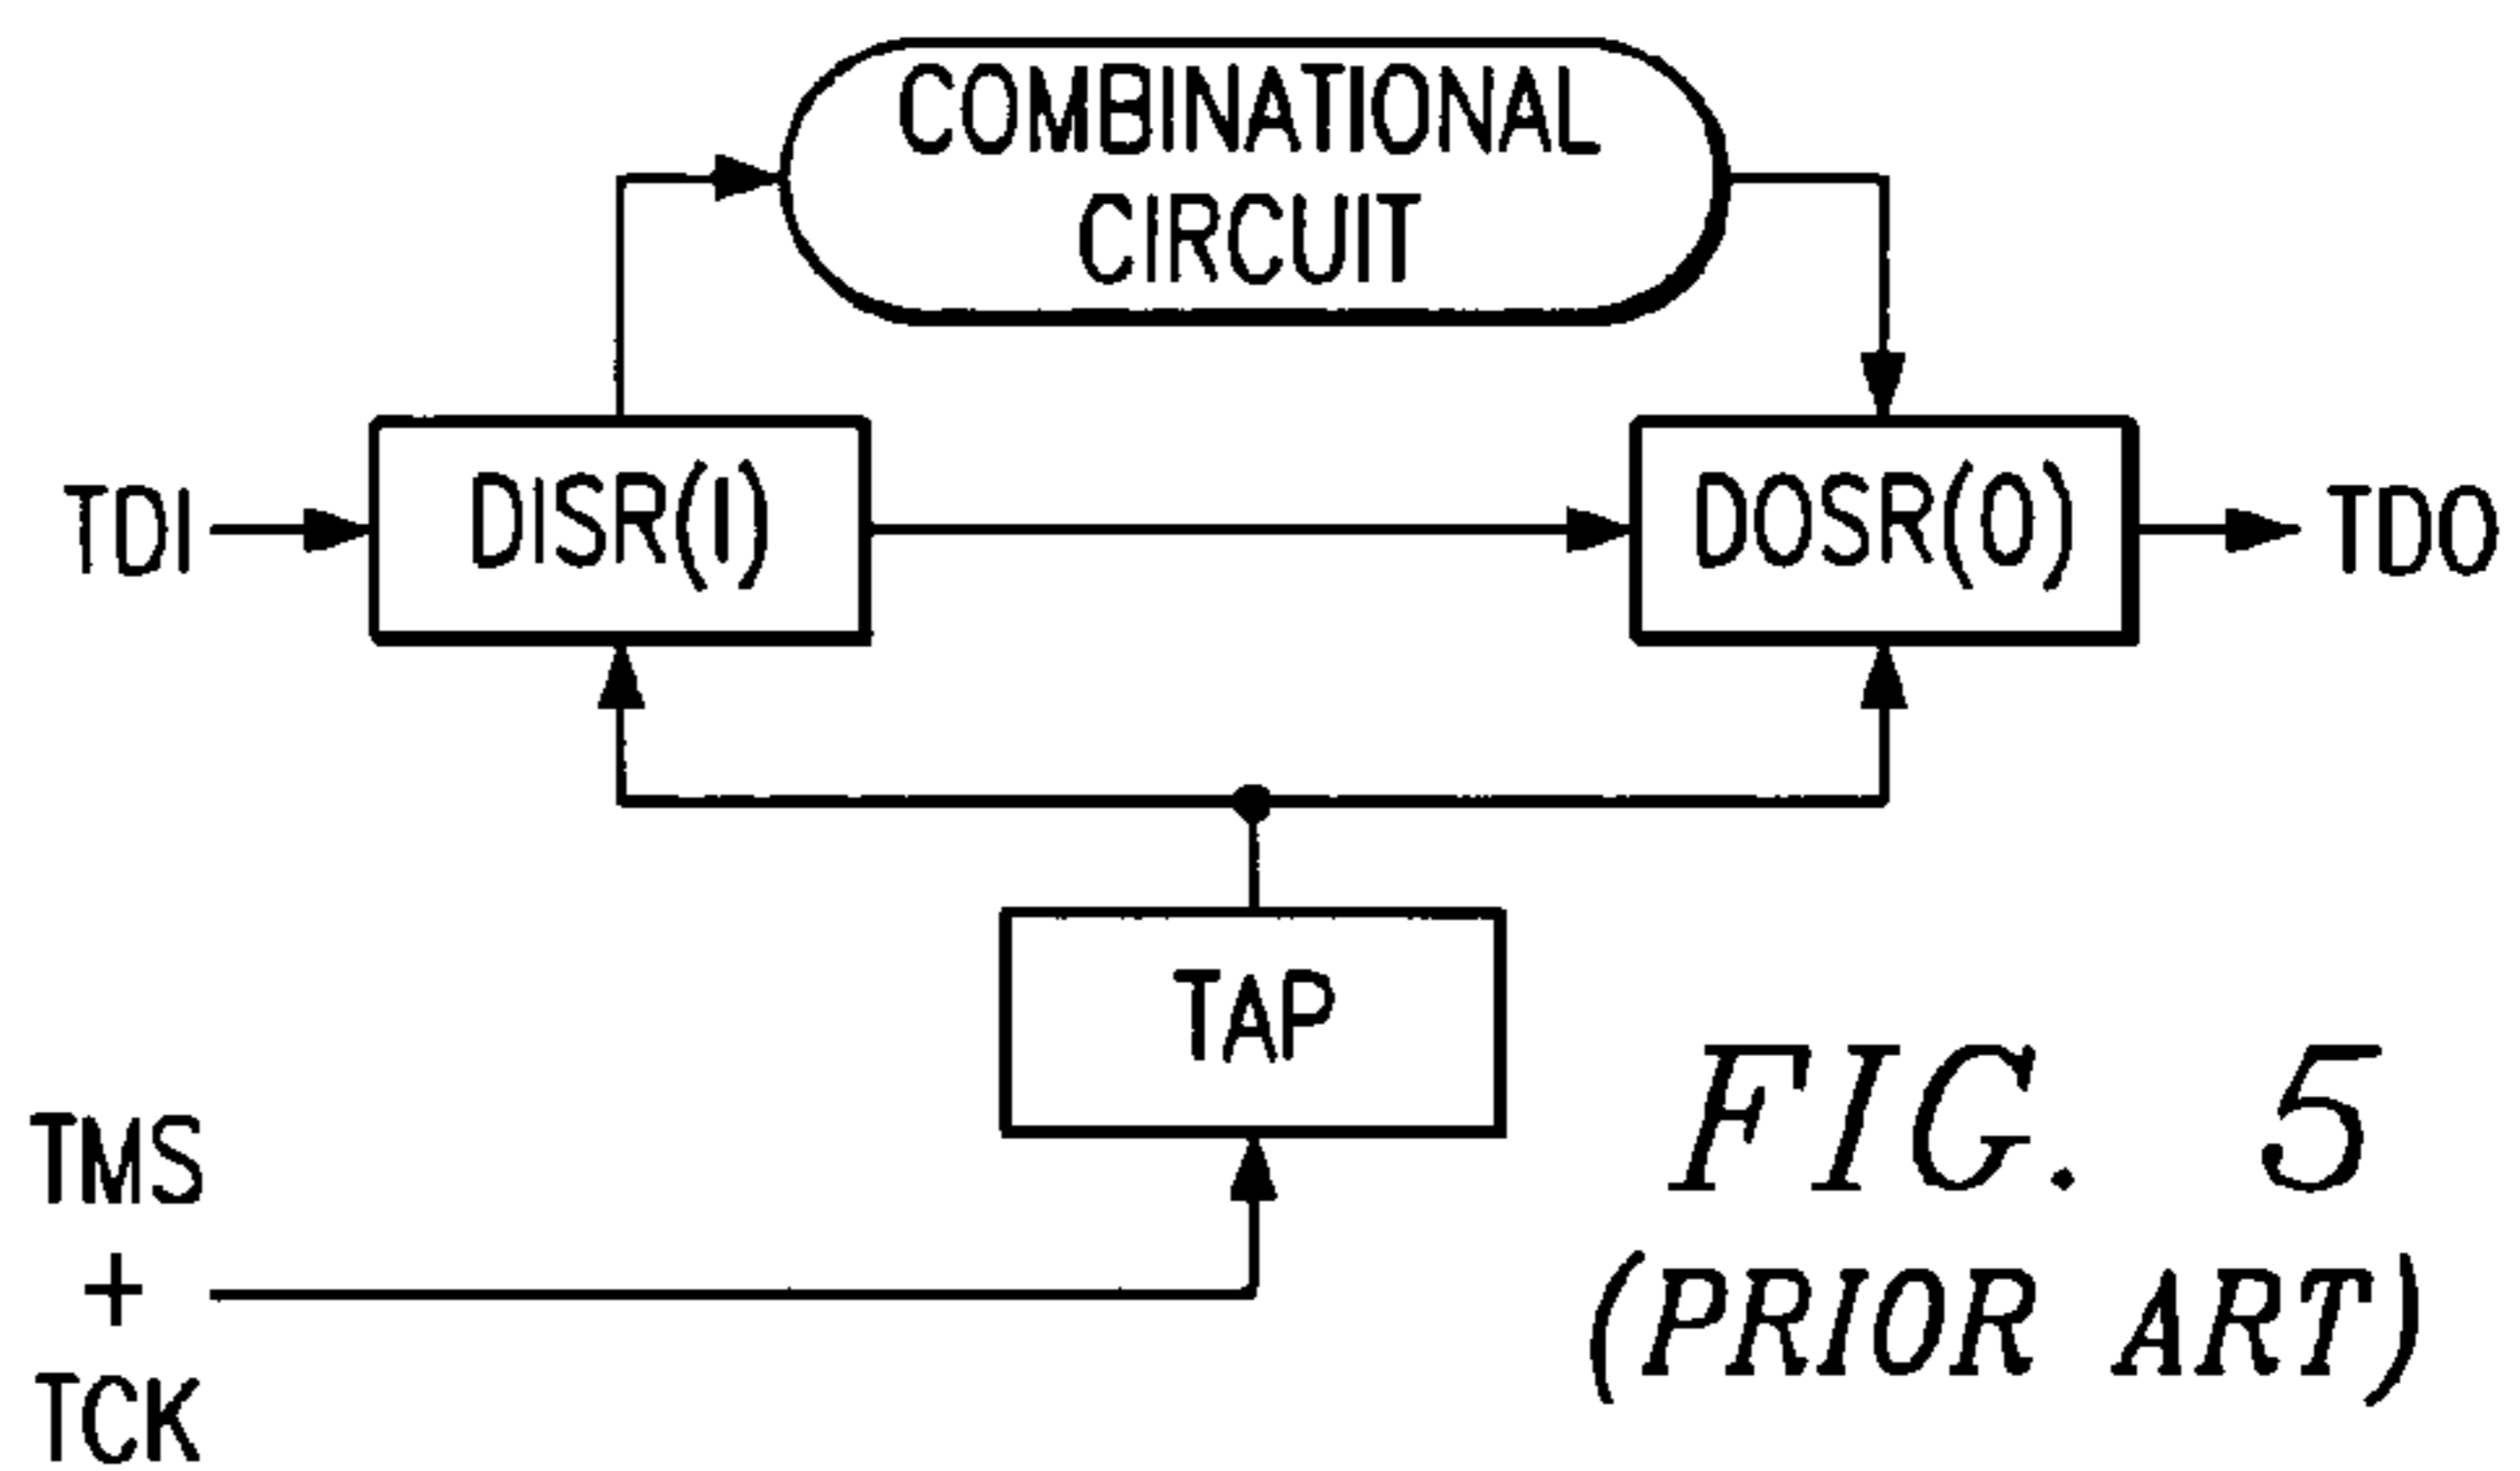 COMBINATIONAL
CIRCUIT
TDI
DISR(I)
DOSR(O)
TDO
TAP
TMS
+
TCK
FIG. 5
(PRIOR ART)